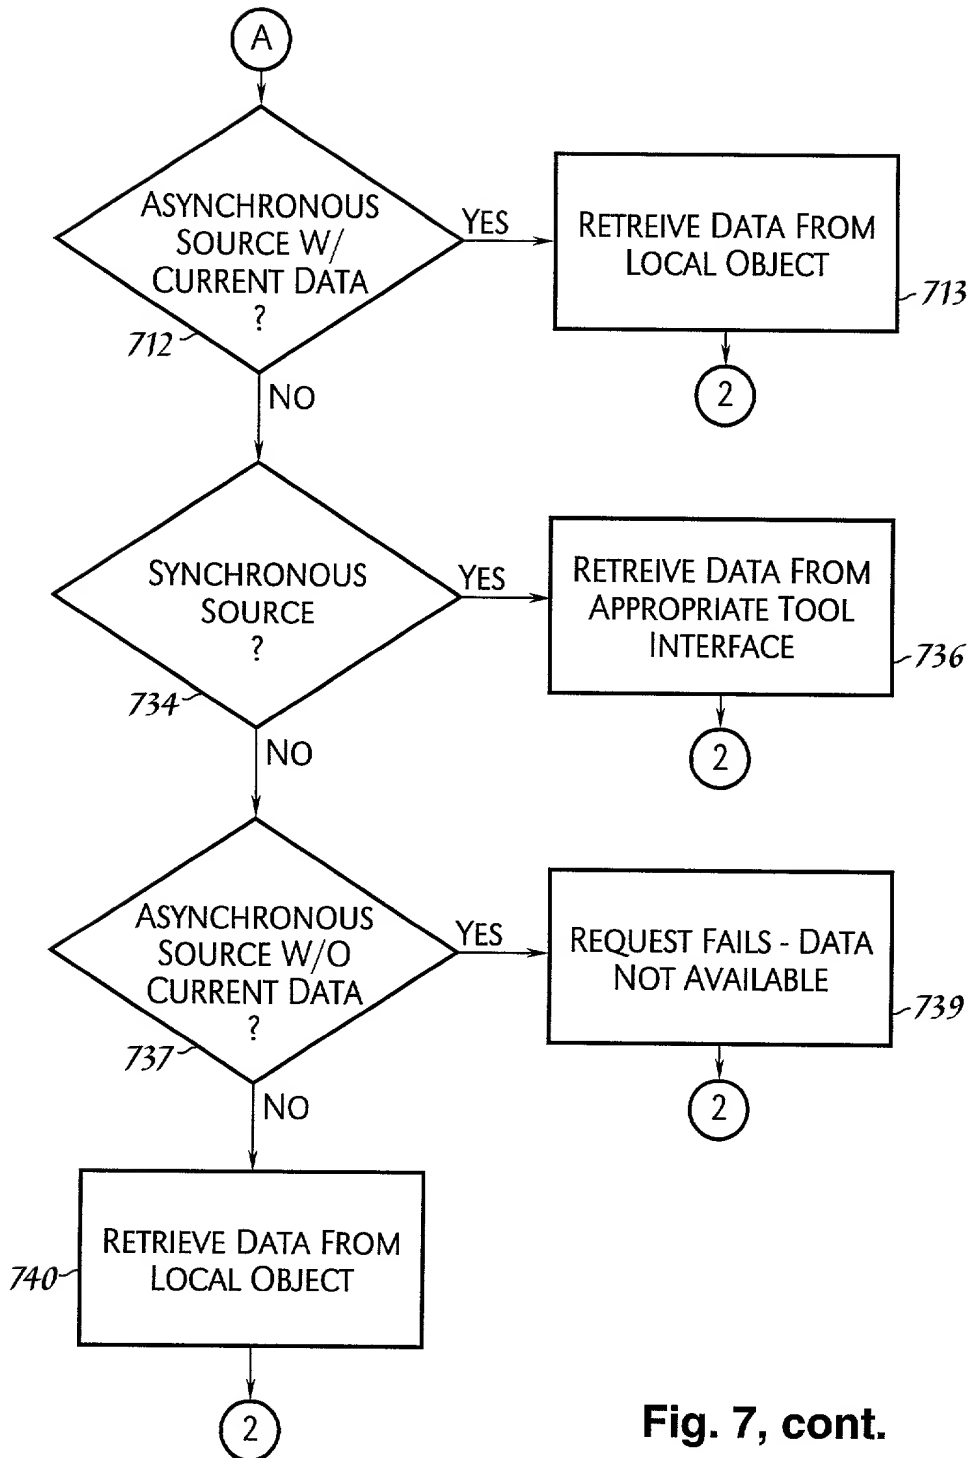 A
ASYNCHRONOUS
SOURCE W/
CURRENT DATA
?
712
YES
RETREIVE DATA FROM
LOCAL OBJECT
713
2
NO
SYNCHRONOUS
SOURCE
?
734
YES
RETREIVE DATA FROM
APPROPRIATE TOOL
INTERFACE
736
2
NO
ASYNCHRONOUS
SOURCE W/O
CURRENT DATA
?
737
YES
REQUEST FAILS - DATA
NOT AVAILABLE
739
2
NO
RETRIEVE DATA FROM
LOCAL OBJECT
740
2
Fig. 7, cont.